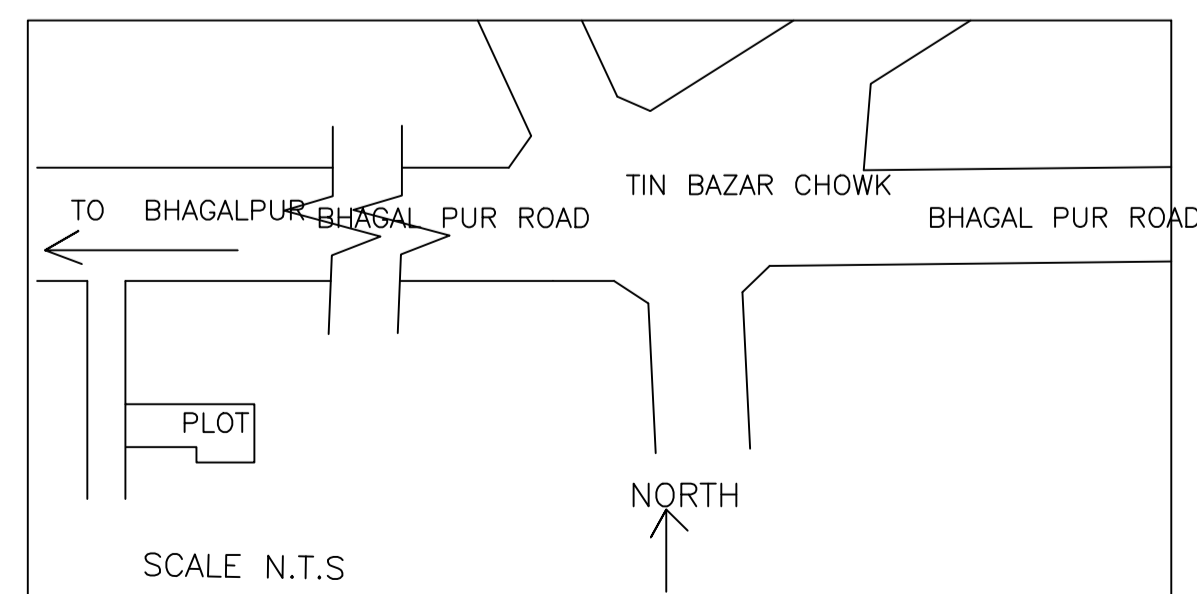 TIN BAZAR CHOWK
TO BHAGALPUR
BHAGAL PUR ROAD
BHAGAL PUR ROAD
PLOT
NORTH
SCALE N.T.S